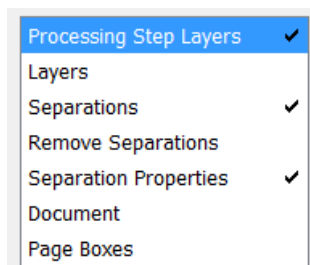 Processing Step Layers ✔
Layers
Separations ✔
Remove Separations
Separation Properties ✔
Document
Page Boxes